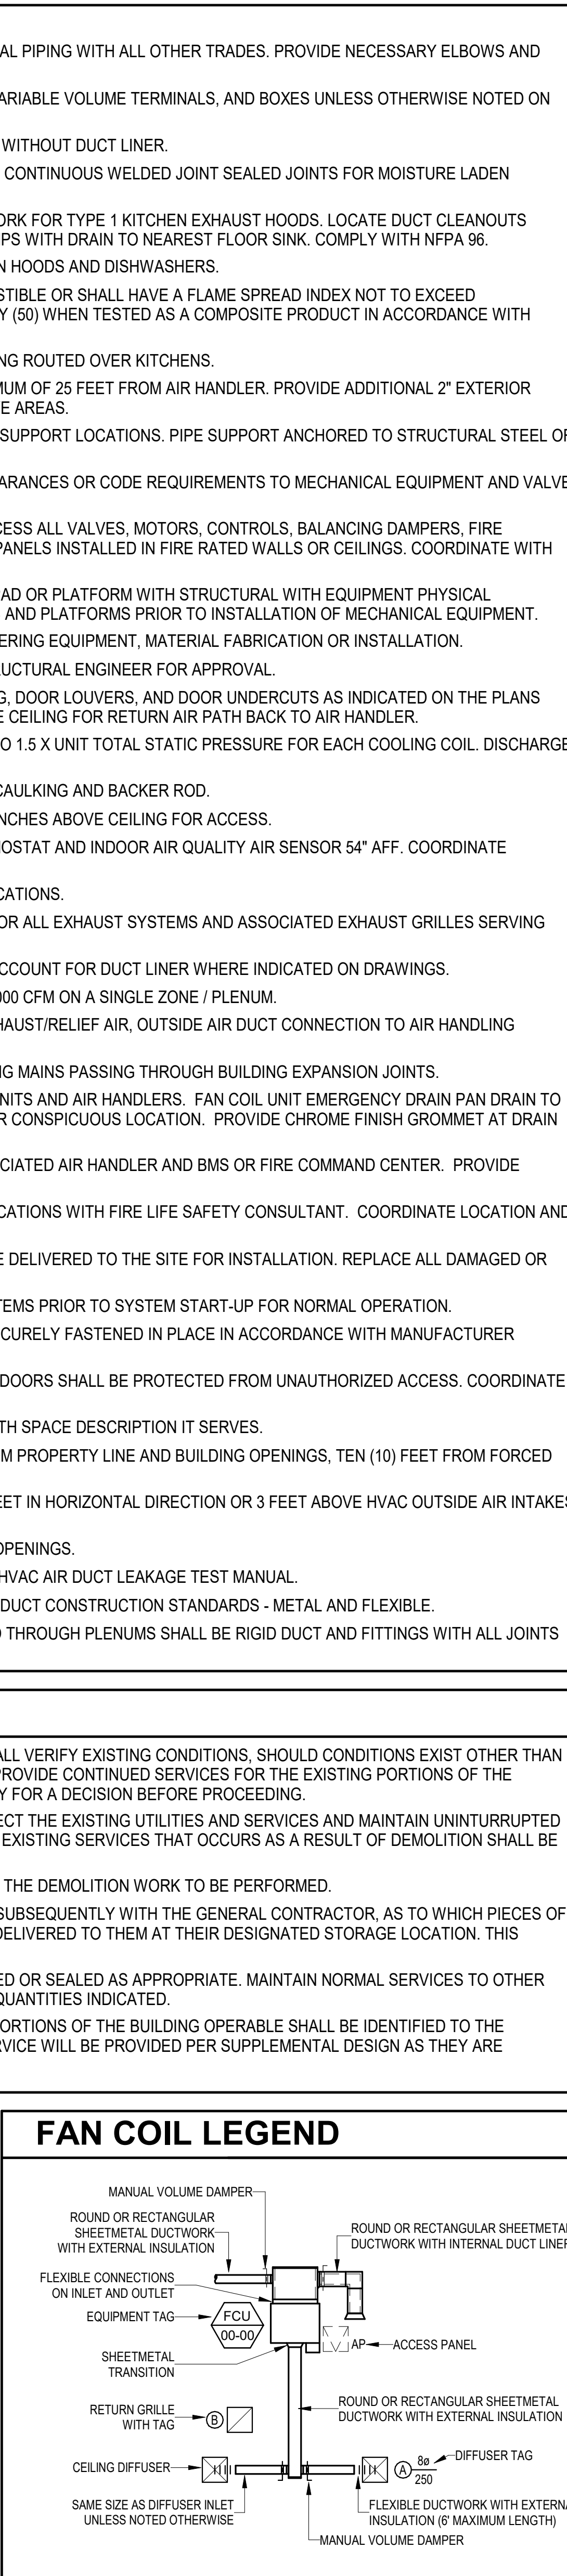 AL PIPING WITH ALL OTHER TRADES. PROVIDE NECESSARY ELBOWS AND
ARIABLE VOLUME TERMINALS, AND BOXES UNLESS OTHERWISE NOTED ON
WITHOUT DUCT LINER.
CONTINUOUS WELDED JOINT SEALED JOINTS FOR MOISTURE LADEN
ORK FOR TYPE 1 KITCHEN EXHAUST HOODS. LOCATE DUCT CLEANOUTS
PS WITH DRAIN TO NEAREST FLOOR SINK. COMPLY WITH NFPA 96.
N HOODS AND DISHWASHERS.
STIBLE OR SHALL HAVE A FLAME SPREAD INDEX NOT TO EXCEED
Y (50) WHEN TESTED AS A COMPOSITE PRODUCT IN ACCORDANCE WITH
NG ROUTED OVER KITCHENS.
MUM OF 25 FEET FROM AIR HANDLER. PROVIDE ADDITIONAL 2" EXTERIOR
E AREAS.
SUPPORT LOCATIONS. PIPE SUPPORT ANCHORED TO STRUCTURAL STEEL OF
ARANCES OR CODE REQUIREMENTS TO MECHANICAL EQUIPMENT AND VALVE
CESS ALL VALVES, MOTORS, CONTROLS, BALANCING DAMPERS, FIRE
PANELS INSTALLED IN FIRE RATED WALLS OR CEILINGS. COORDINATE WITH
AD OR PLATFORM WITH STRUCTURAL WITH EQUIPMENT PHYSICAL
AND PLATFORMS PRIOR TO INSTALLATION OF MECHANICAL EQUIPMENT.
ERING EQUIPMENT, MATERIAL FABRICATION OR INSTALLATION.
RUCTURAL ENGINEER FOR APPROVAL.
G, DOOR LOUVERS, AND DOOR UNDERCUTS AS INDICATED ON THE PLANS
E CEILING FOR RETURN AIR PATH BACK TO AIR HANDLER.
O 1.5 X UNIT TOTAL STATIC PRESSURE FOR EACH COOLING COIL. DISCHARGE
CAULKING AND BACKER ROD.
NCHES ABOVE CEILING FOR ACCESS.
OSTAT AND INDOOR AIR QUALITY AIR SENSOR 54" AFF. COORDINATE
CATIONS.
OR ALL EXHAUST SYSTEMS AND ASSOCIATED EXHAUST GRILLES SERVING
CCOUNT FOR DUCT LINER WHERE INDICATED ON DRAWINGS.
000 CFM ON A SINGLE ZONE / PLENUM.
HAUST/RELIEF AIR, OUTSIDE AIR DUCT CONNECTION TO AIR HANDLING
NG MAINS PASSING THROUGH BUILDING EXPANSION JOINTS.
NITS AND AIR HANDLERS. FAN COIL UNIT EMERGENCY DRAIN PAN DRAIN TO
R CONSPICUOUS LOCATION. PROVIDE CHROME FINISH GROMMET AT DRAIN
CIATED AIR HANDLER AND BMS OR FIRE COMMAND CENTER. PROVIDE
CATIONS WITH FIRE LIFE SAFETY CONSULTANT. COORDINATE LOCATION AND
E DELIVERED TO THE SITE FOR INSTALLATION. REPLACE ALL DAMAGED OR
TEMS PRIOR TO SYSTEM START-UP FOR NORMAL OPERATION.
CURELY FASTENED IN PLACE IN ACCORDANCE WITH MANUFACTURER
DOORS SHALL BE PROTECTED FROM UNAUTHORIZED ACCESS. COORDINATE
TH SPACE DESCRIPTION IT SERVES.
M PROPERTY LINE AND BUILDING OPENINGS, TEN (10) FEET FROM FORCED
EET IN HORIZONTAL DIRECTION OR 3 FEET ABOVE HVAC OUTSIDE AIR INTAKES
OPENINGS.
HVAC AIR DUCT LEAKAGE TEST MANUAL.
DUCT CONSTRUCTION STANDARDS - METAL AND FLEXIBLE.
O THROUGH PLENUMS SHALL BE RIGID DUCT AND FITTINGS WITH ALL JOINTS
ALL VERIFY EXISTING CONDITIONS, SHOULD CONDITIONS EXIST OTHER THAN
PROVIDE CONTINUED SERVICES FOR THE EXISTING PORTIONS OF THE
Y FOR A DECISION BEFORE PROCEEDING.
ECT THE EXISTING UTILITIES AND SERVICES AND MAINTAIN UNINTURRUPTED
EXISTING SERVICES THAT OCCURS AS A RESULT OF DEMOLITION SHALL BE
THE DEMOLITION WORK TO BE PERFORMED.
SUBSEQUENTLY WITH THE GENERAL CONTRACTOR, AS TO WHICH PIECES OF
DELIVERED TO THEM AT THEIR DESIGNATED STORAGE LOCATION. THIS
ED OR SEALED AS APPROPRIATE. MAINTAIN NORMAL SERVICES TO OTHER
QUANTITIES INDICATED.
ORTIONS OF THE BUILDING OPERABLE SHALL BE IDENTIFIED TO THE
RVICE WILL BE PROVIDED PER SUPPLEMENTAL DESIGN AS THEY ARE
FAN COIL LEGEND
MANUAL VOLUME DAMPER
ROUND OR RECTANGULAR
SHEETMETAL DUCTWORK
WITH EXTERNAL INSULATION
ROUND OR RECTANGULAR SHEETMETAL
DUCTWORK WITH INTERNAL DUCT LINER
FLEXIBLE CONNECTIONS
ON INLET AND OUTLET
EQUIPMENT TAG
FCU
00-00
AP
ACCESS PANEL
SHEETMETAL
TRANSITION
ROUND OR RECTANGULAR SHEETMETAL
DUCTWORK WITH EXTERNAL INSULATION
RETURN GRILLE
WITH TAG
B
CEILING DIFFUSER
A
8ø
250
DIFFUSER TAG
SAME SIZE AS DIFFUSER INLET
UNLESS NOTED OTHERWISE
FLEXIBLE DUCTWORK WITH EXTERNA
INSULATION (6' MAXIMUM LENGTH)
MANUAL VOLUME DAMPER